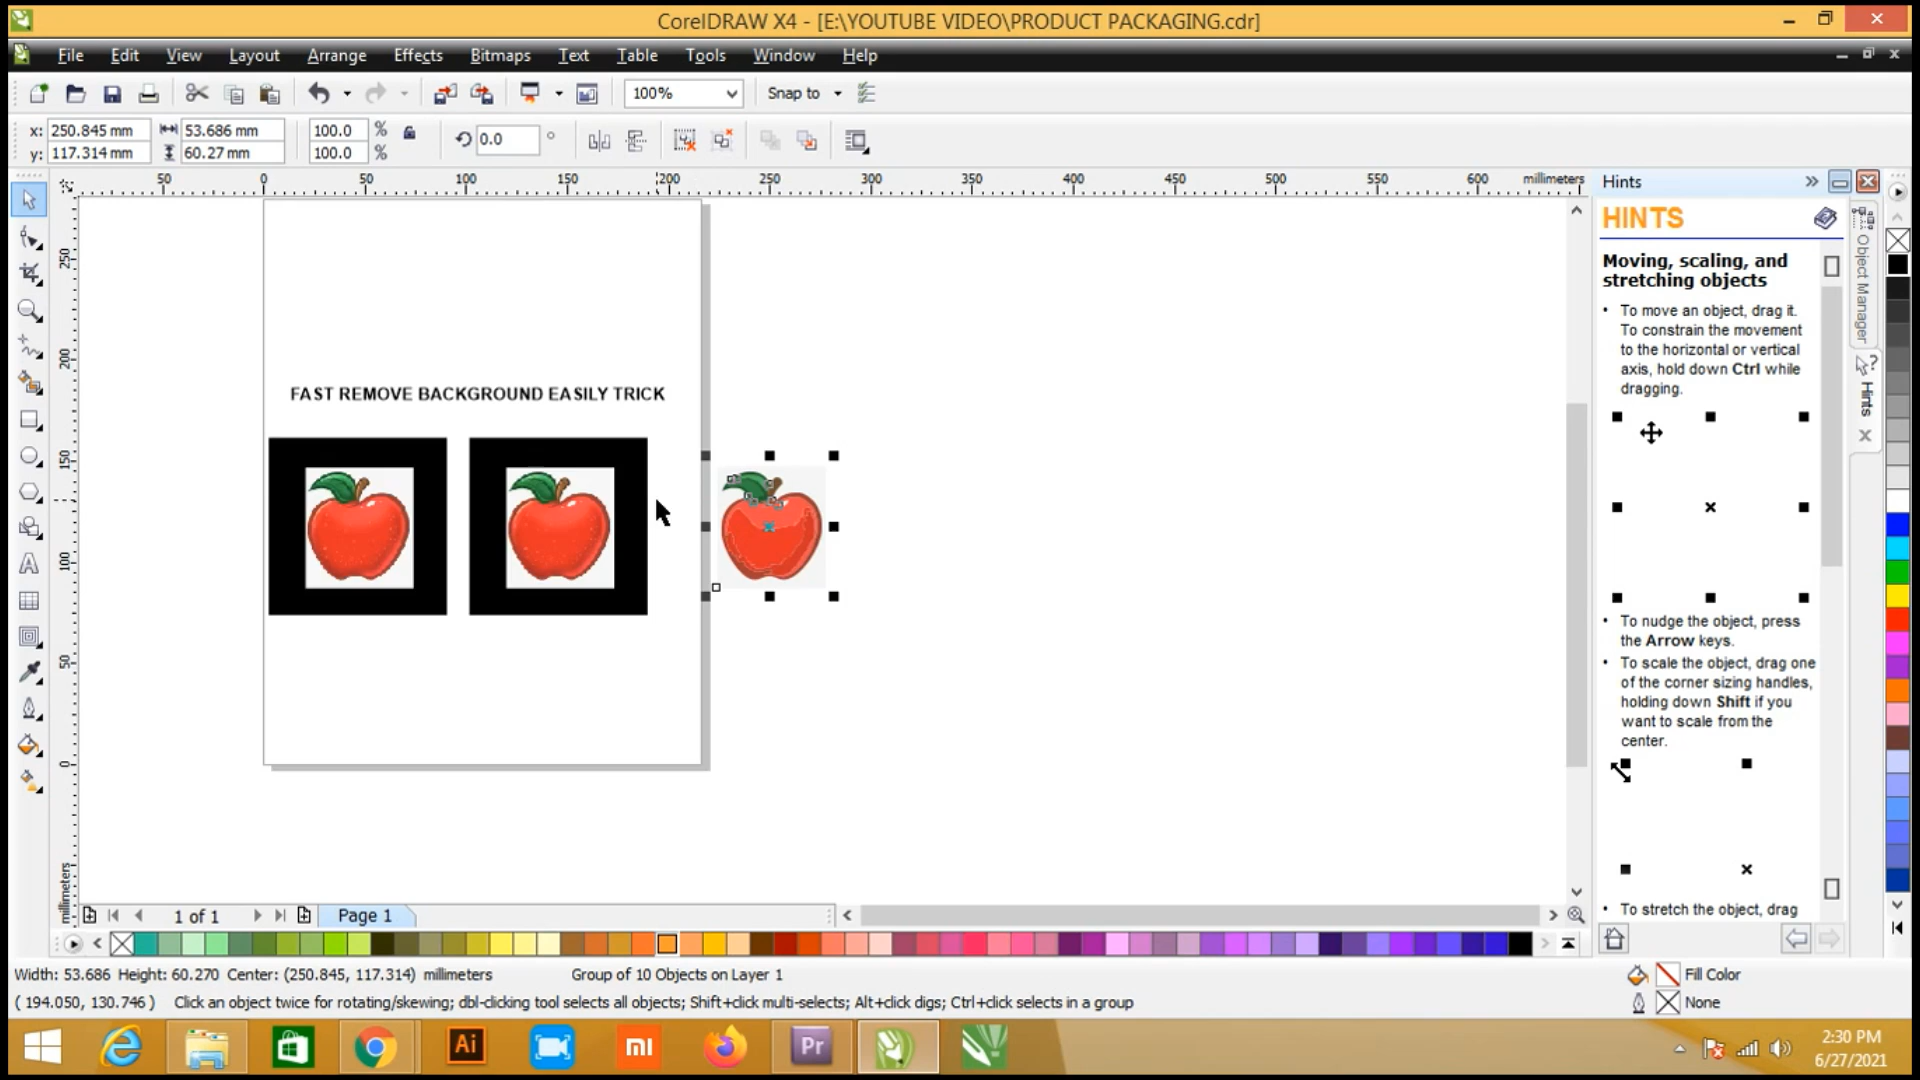 CorelDRAW X4 - [E:\YOUTUBE VIDEO\PRODUCT PACKAGING.cdr]
File Edit View Layout Arrange Effects Bitmaps Text Table Tools Window Help
100% Snap to
x: 250.845 mm 53.686 mm 100.0 % 0.0 °
y: 117.314 mm 60.27 mm 100.0 %
50 0 50 100 150 200 250 300 350 400 450 500 550 600 millimeters
250
200
150
100
50
0
millimeters
FAST REMOVE BACKGROUND EASILY TRICK
Hints
HINTS
Moving, scaling, and
stretching objects
• To move an object, drag it.
To constrain the movement
to the horizontal or vertical
axis, hold down Ctrl while
dragging.
• To nudge the object, press
the Arrow keys.
• To scale the object, drag one
of the corner sizing handles,
holding down Shift if you
want to scale from the
center.
• To stretch the object, drag
Object Manager
Hints
1 of 1 Page 1
Width: 53.686 Height: 60.270 Center: (250.845, 117.314) millimeters Group of 10 Objects on Layer 1 Fill Color
( 194.050, 130.746 ) Click an object twice for rotating/skewing; dbl-clicking tool selects all objects; Shift+click multi-selects; Alt+click digs; Ctrl+click selects in a group None
Ai
mi
Pr
2:30 PM
6/27/2021